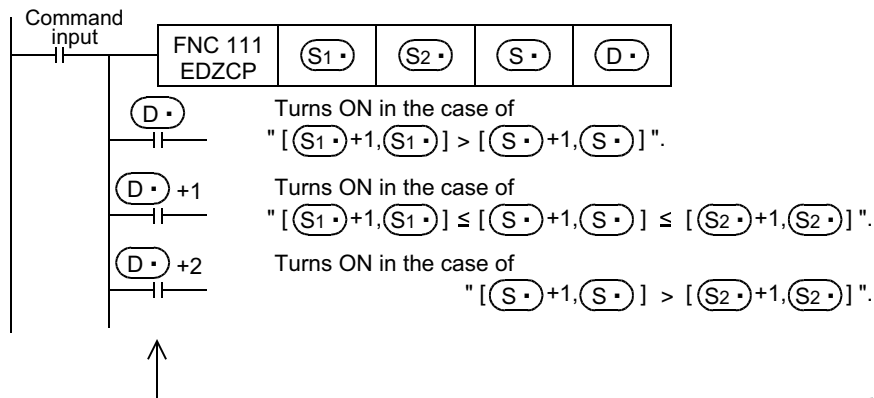 Command
input
FNC 111
EDZCP
S1 ·
S2 ·
S ·
D ·
D ·
Turns ON in the case of
" [ S1 · +1, S1 · ] > [ S · +1, S · ] ".
D · +1
Turns ON in the case of
" [ S1 · +1, S1 · ] ≤ [ S · +1, S · ] ≤ [ S2 · +1, S2 · ] ".
D · +2
Turns ON in the case of
" [ S · +1, S · ] > [ S2 · +1, S2 · ] ".